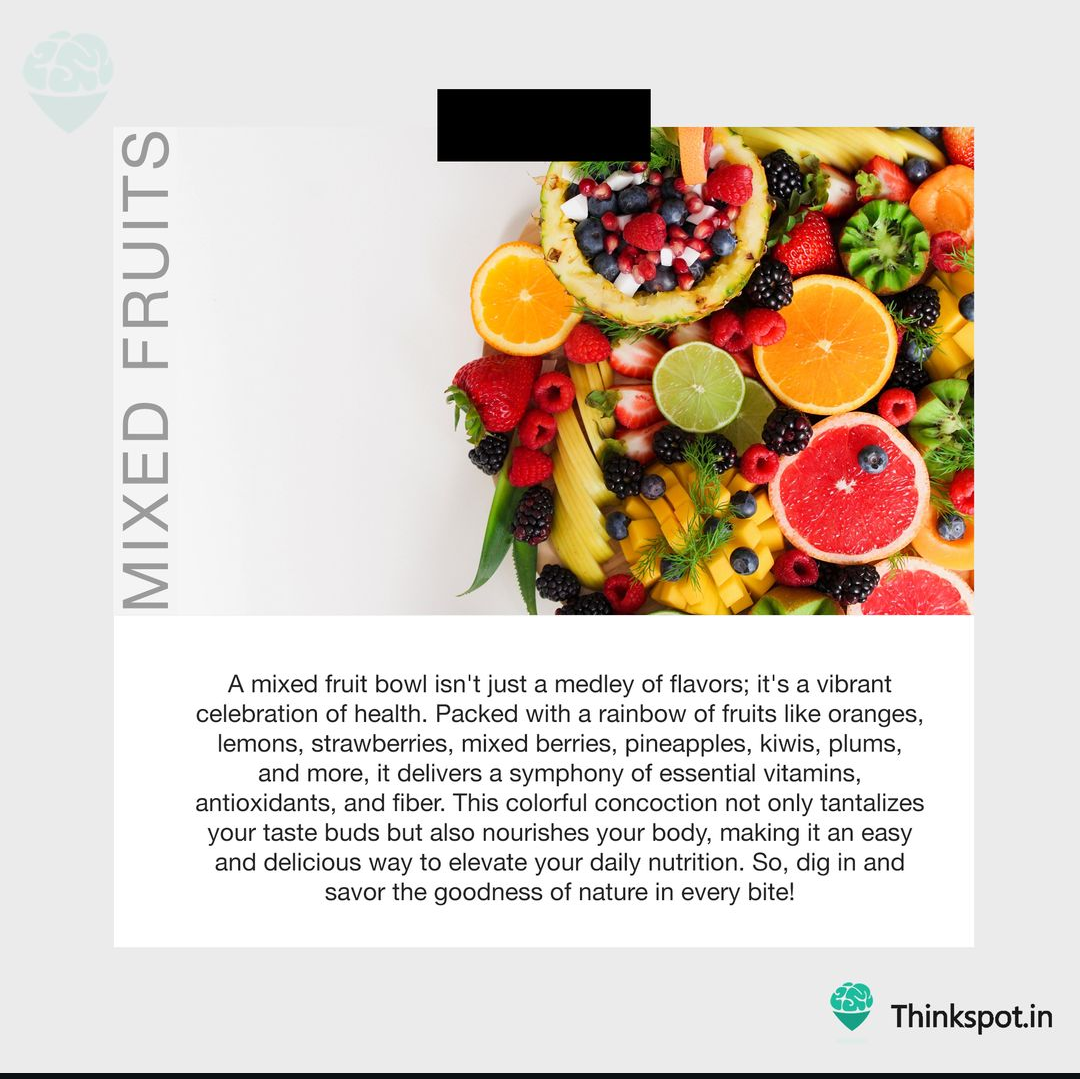 MIXED FRUITS
A mixed fruit bowl isn't just a medley of flavors; it's a vibrant
celebration of health. Packed with a rainbow of fruits like oranges,
lemons, strawberries, mixed berries, pineapples, kiwis, plums,
and more, it delivers a symphony of essential vitamins,
antioxidants, and fiber. This colorful concoction not only tantalizes
your taste buds but also nourishes your body, making it an easy
and delicious way to elevate your daily nutrition. So, dig in and
savor the goodness of nature in every bite!
Thinkspot.in